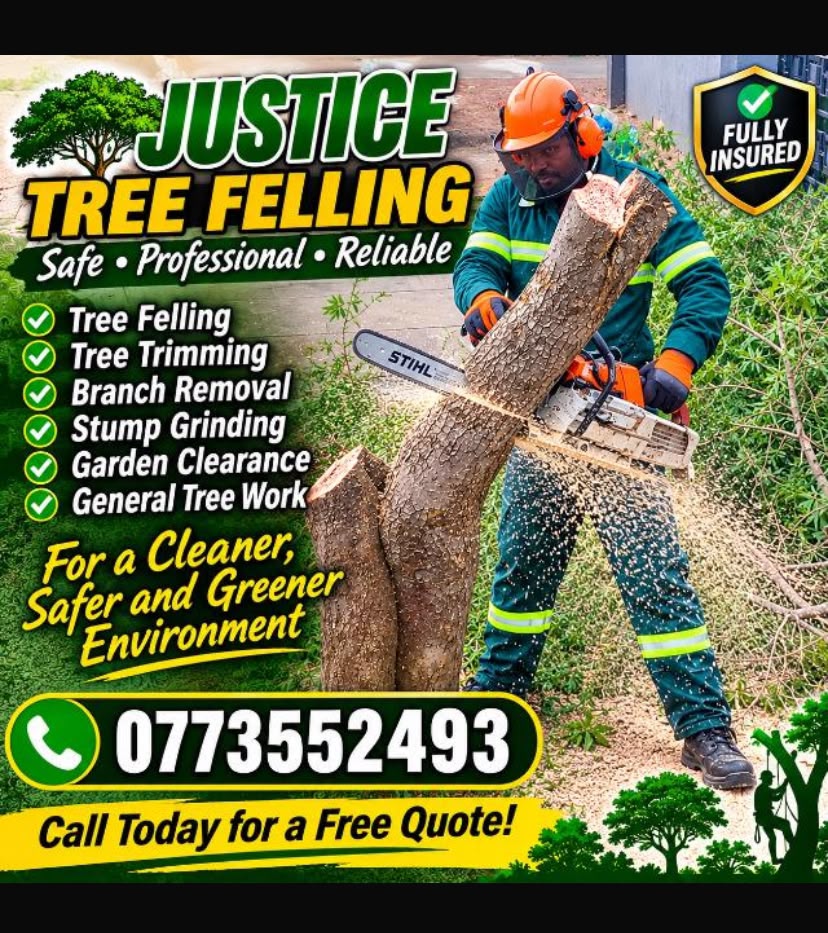 JUSTICE
TREE FELLING
Safe • Professional • Reliable
FULLY
INSURED
Tree Felling
Tree Trimming
Branch Removal
Stump Grinding
Garden Clearance
General Tree Work
STIHL
For a Cleaner,
Safer and Greener
Environment
0773552493
Call Today for a Free Quote!